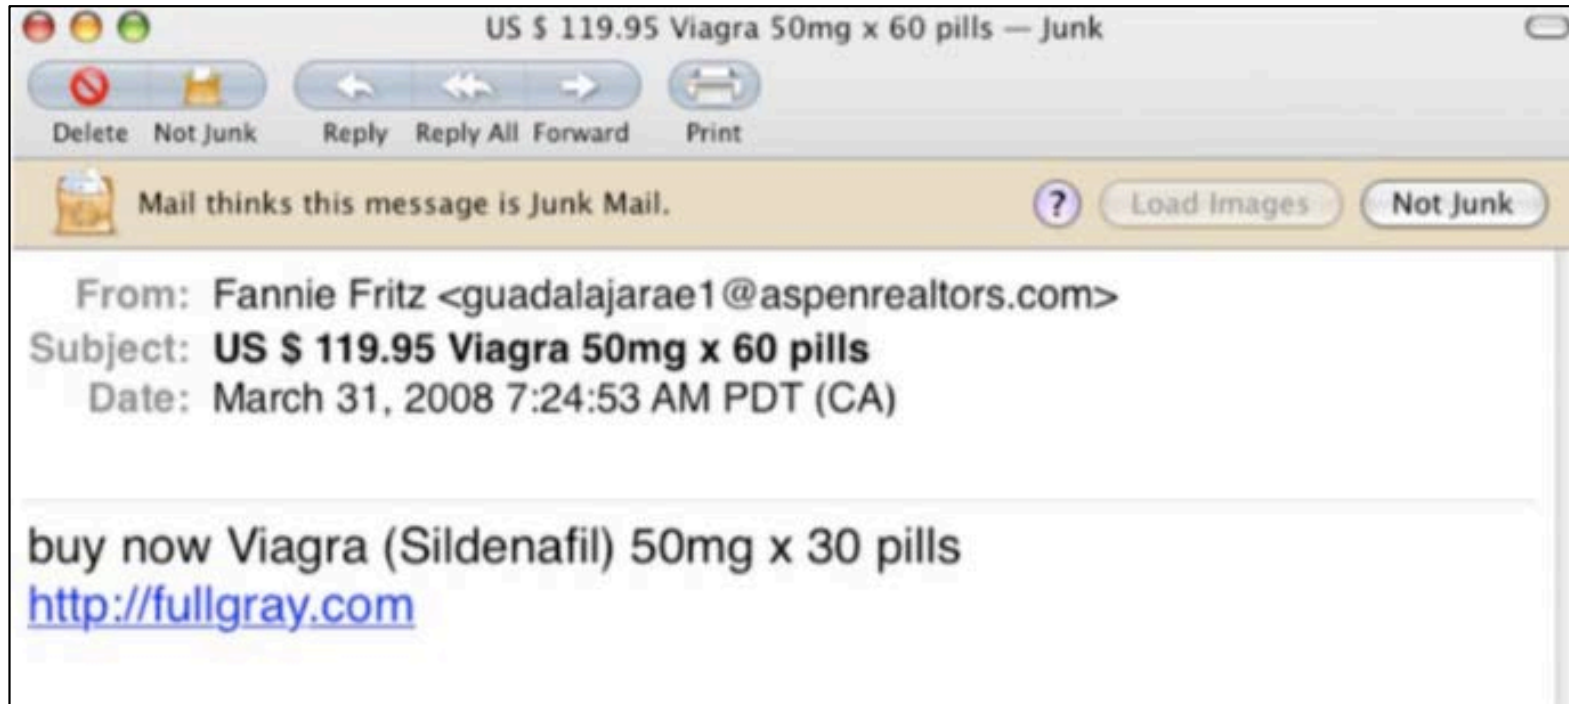 US $ 119.95 Viagra 50mg x 60 pills — Junk
Delete Not Junk Reply Reply All Forward Print
Mail thinks this message is Junk Mail. ? Load Images Not Junk
From: Fannie Fritz <guadalajarae1@aspenrealtors.com>
Subject: US $ 119.95 Viagra 50mg x 60 pills
Date: March 31, 2008 7:24:53 AM PDT (CA)
buy now Viagra (Sildenafil) 50mg x 30 pills
http://fullgray.com